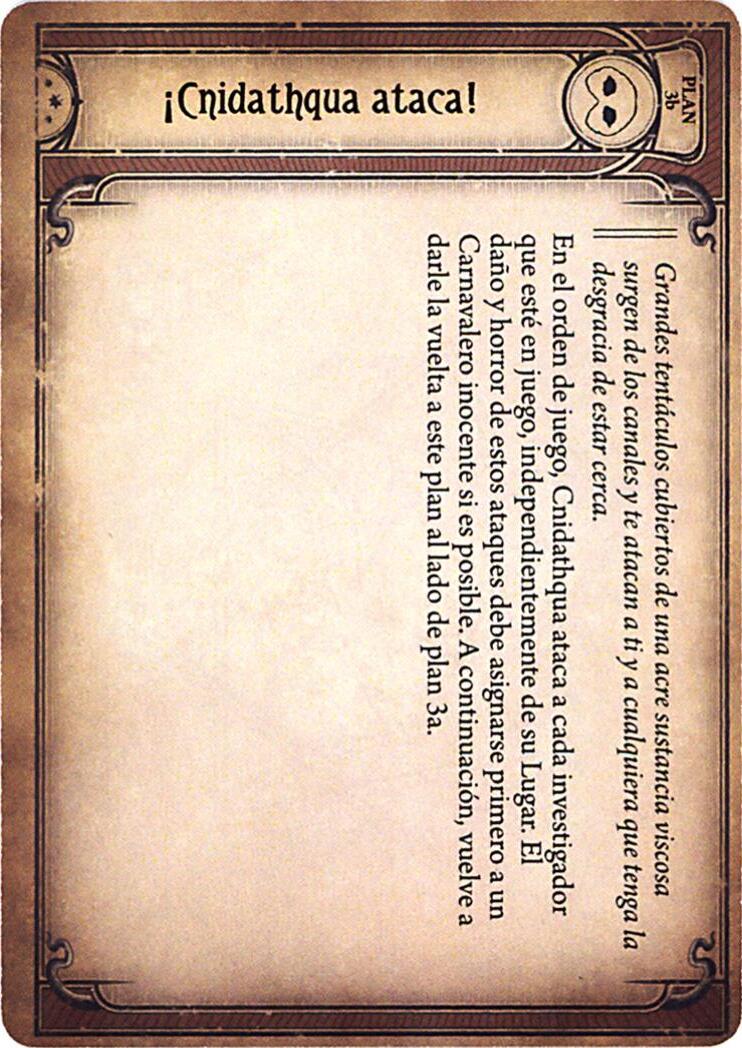 PLAN
3b
¡Cnidathqua ataca!
Grandes tentáculos cubiertos de una acre sustancia viscosa
surgen de los canales y te atacan a ti y a cualquiera que tenga la
desgracia de estar cerca.
En el orden de juego, Cnidathqua ataca a cada investigador
que esté en juego, independientemente de su Lugar. El
daño y horror de estos ataques debe asignarse primero a un
Carnavalero inocente si es posible. A continuación, vuelve a
darle la vuelta a este plan al lado de plan 3a.